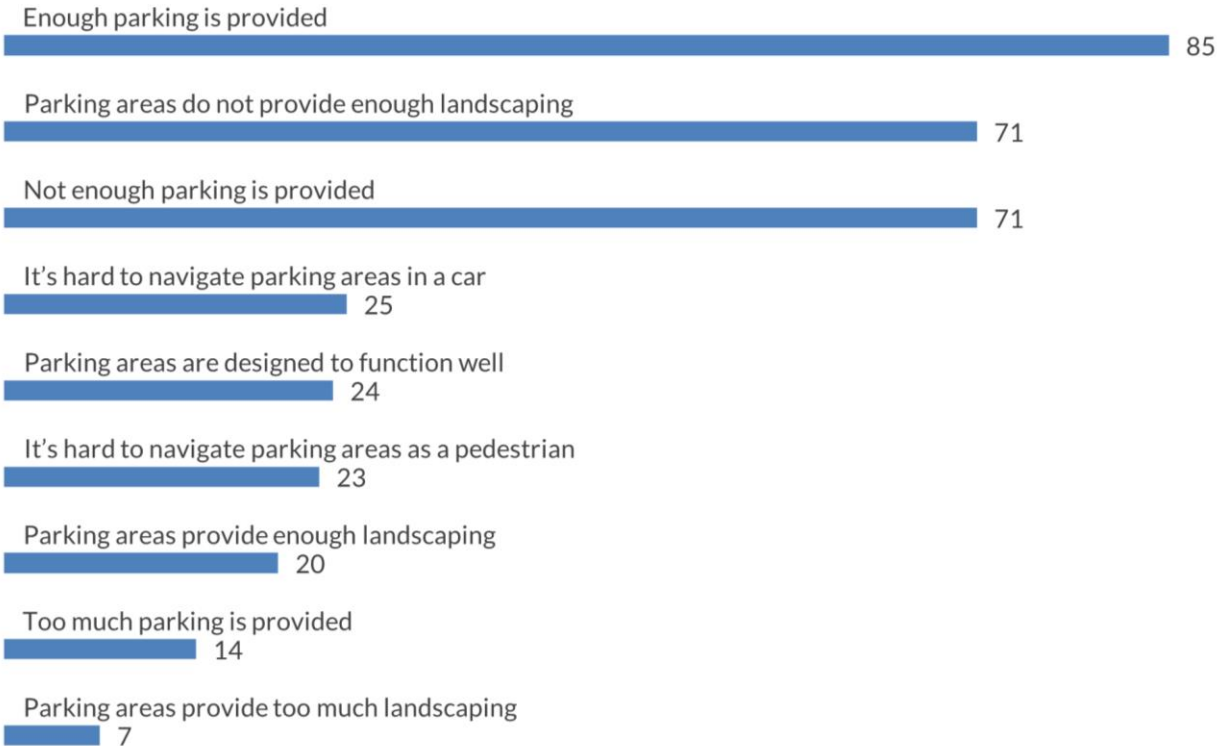 Enough parking is provided
85
Parking areas do not provide enough landscaping
71
Not enough parking is provided
71
It’s hard to navigate parking areas in a car
25
Parking areas are designed to function well
24
It’s hard to navigate parking areas as a pedestrian
23
Parking areas provide enough landscaping
20
Too much parking is provided
14
Parking areas provide too much landscaping
7